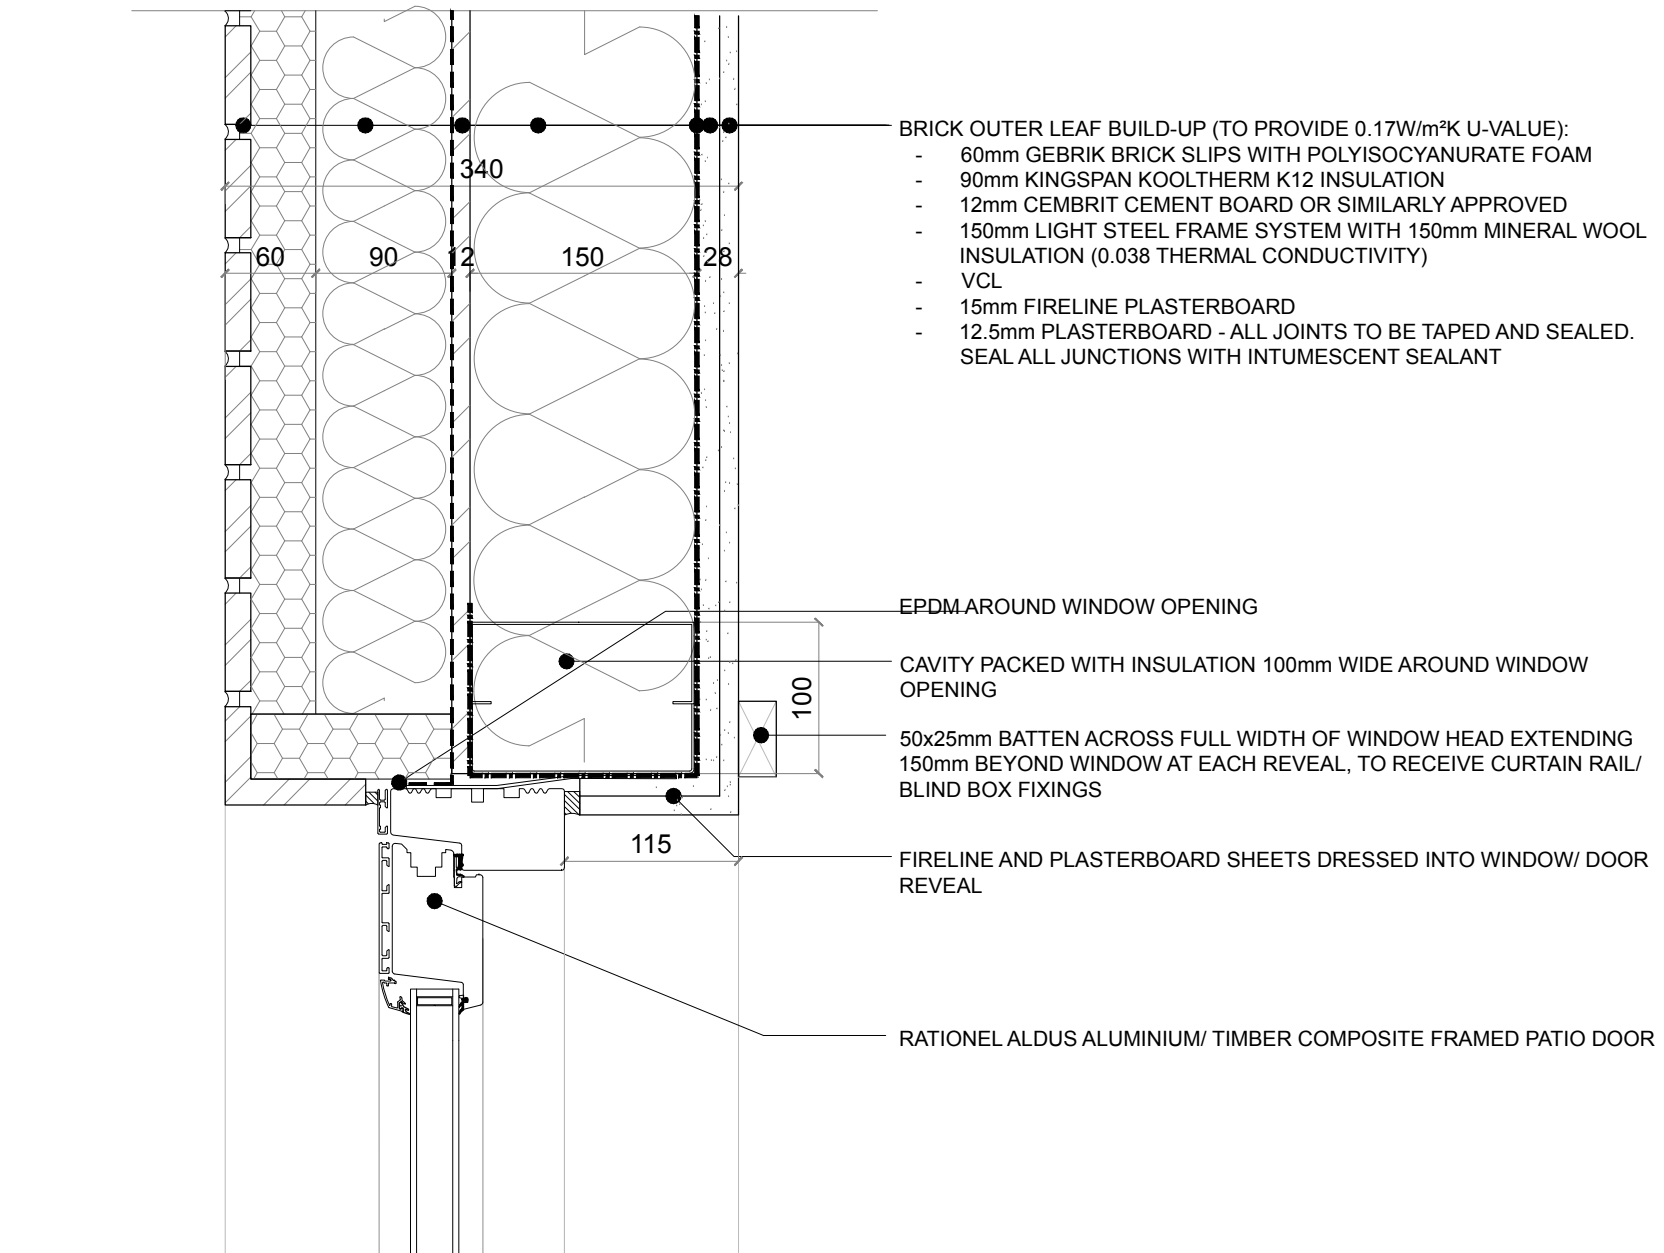 BRICK OUTER LEAF BUILD-UP (TO PROVIDE 0.17W/m²K U-VALUE):
- 60mm GEBRIK BRICK SLIPS WITH POLYISOCYANURATE FOAM
- 90mm KINGSPAN KOOLTHERM K12 INSULATION
- 12mm CEMBRIT CEMENT BOARD OR SIMILARLY APPROVED
- 150mm LIGHT STEEL FRAME SYSTEM WITH 150mm MINERAL WOOL
INSULATION (0.038 THERMAL CONDUCTIVITY)
- VCL
- 15mm FIRELINE PLASTERBOARD
- 12.5mm PLASTERBOARD - ALL JOINTS TO BE TAPED AND SEALED.
SEAL ALL JUNCTIONS WITH INTUMESCENT SEALANT
340
60 90 12 150 28
EPDM AROUND WINDOW OPENING
CAVITY PACKED WITH INSULATION 100mm WIDE AROUND WINDOW
OPENING
100
50x25mm BATTEN ACROSS FULL WIDTH OF WINDOW HEAD EXTENDING
150mm BEYOND WINDOW AT EACH REVEAL, TO RECEIVE CURTAIN RAIL/
BLIND BOX FIXINGS
115
FIRELINE AND PLASTERBOARD SHEETS DRESSED INTO WINDOW/ DOOR
REVEAL
RATIONEL ALDUS ALUMINIUM/ TIMBER COMPOSITE FRAMED PATIO DOOR